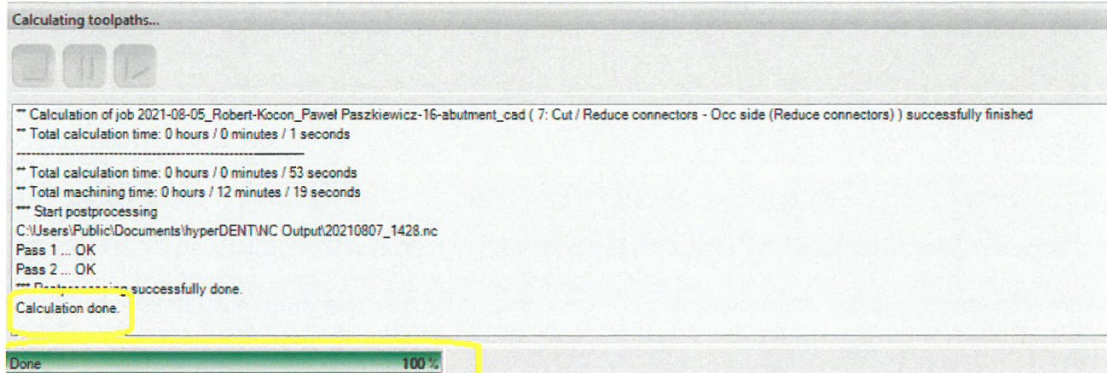 Calculating toolpaths...
** Calculation of job 2021-08-05_Robert-Kocon_Paweł Paszkiewicz-16-abutment_cad ( 7: Cut / Reduce connectors - Occ side (Reduce connectors) ) successfully finished
** Total calculation time: 0 hours / 0 minutes / 1 seconds
** Total calculation time: 0 hours / 0 minutes / 53 seconds
** Total machining time: 0 hours / 12 minutes / 19 seconds
*** Start postprocessing
C:\Users\Public\Documents\hyperDENT\NC Output\20210807_1428.nc
Pass 1 ... OK
Pass 2 ... OK
*** Postprocessing successfully done.
Calculation done.
Done 100 %